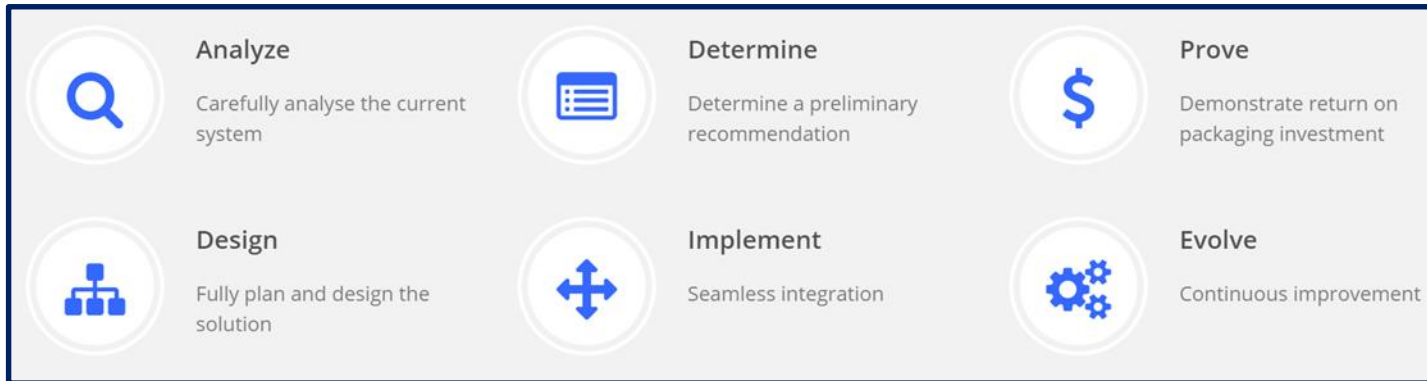 Analyze
Carefully analyse the current
system
Determine
Determine a preliminary
recommendation
Prove
Demonstrate return on
packaging investment
Design
Fully plan and design the
solution
Implement
Seamless integration
Evolve
Continuous improvement